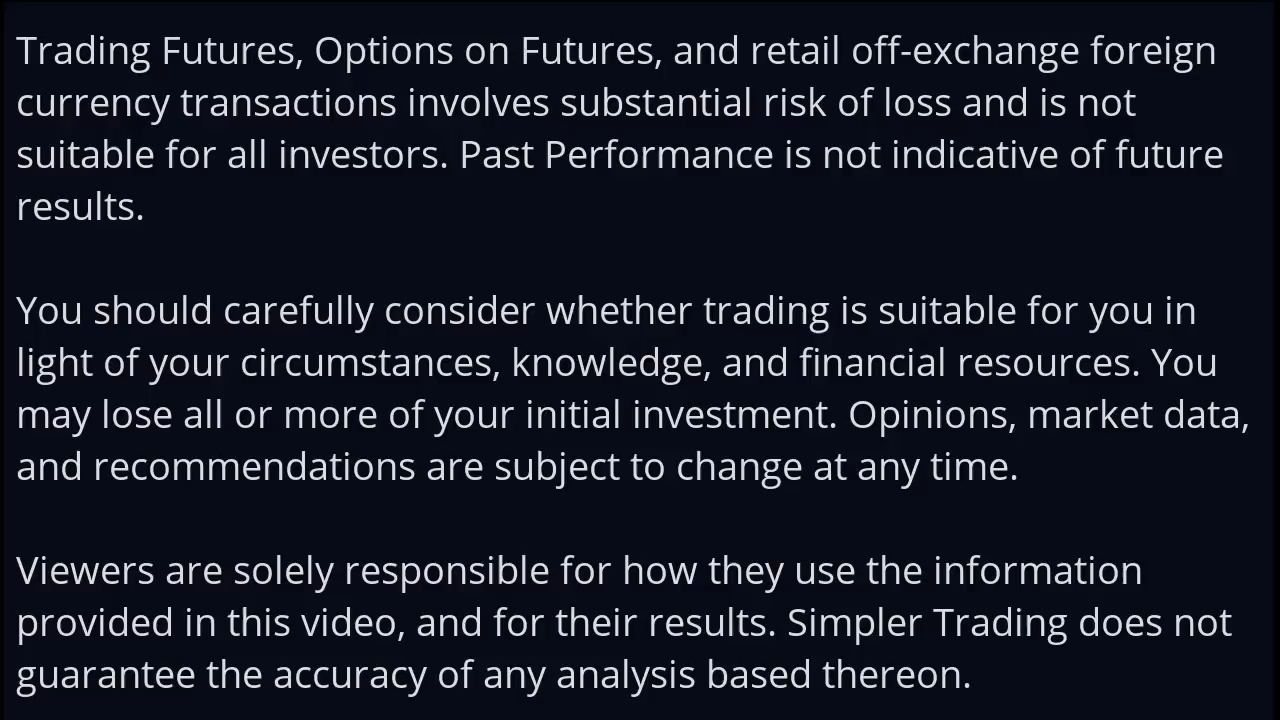 Trading Futures, Options on Futures, and retail off-exchange foreign
currency transactions involves substantial risk of loss and is not
suitable for all investors. Past Performance is not indicative of future
results.
You should carefully consider whether trading is suitable for you in
light of your circumstances, knowledge, and financial resources. You
may lose all or more of your initial investment. Opinions, market data,
and recommendations are subject to change at any time.
Viewers are solely responsible for how they use the information
provided in this video, and for their results. Simpler Trading does not
guarantee the accuracy of any analysis based thereon.